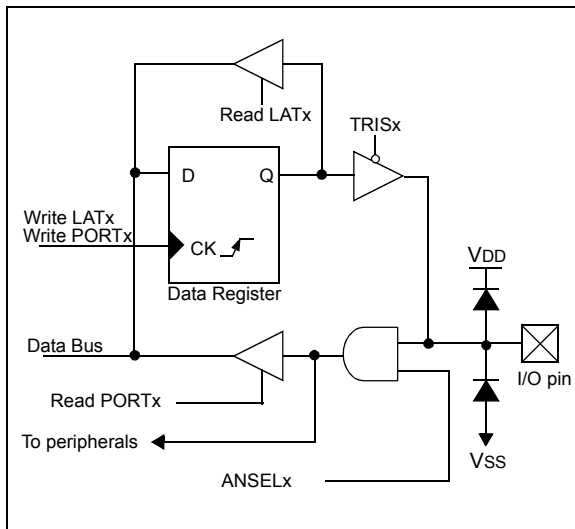 Read LATx
TRISx
D
Q
Write LATx
Write PORTx
CK
Data Register
VDD
Data Bus
I/O pin
Read PORTx
To peripherals
VSS
ANSELx